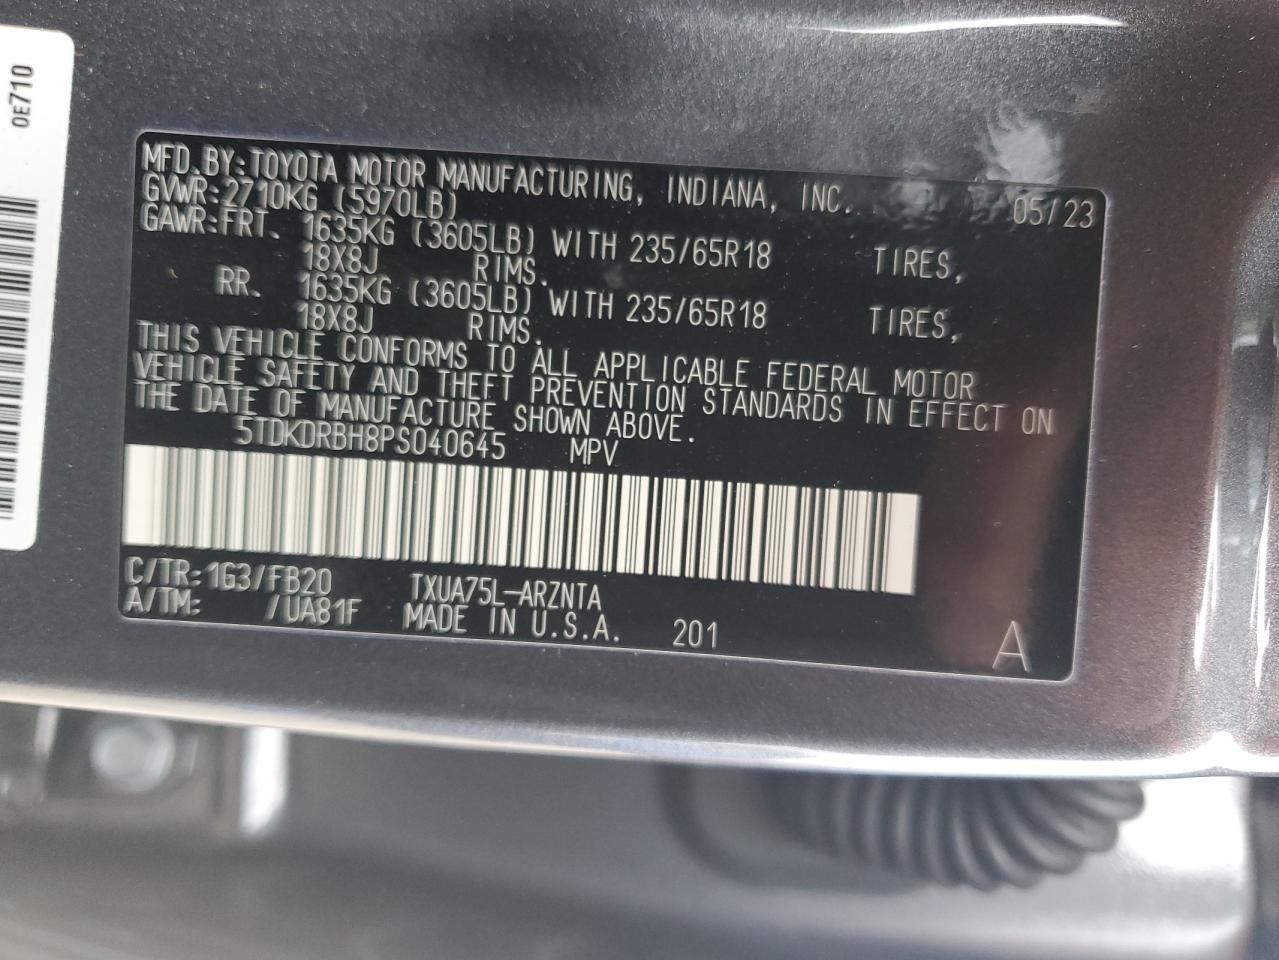 0E710
MFD.BY:TOYOTA MOTOR MANUFACTURING, INDIANA, INC. 05/23
GVWR:2710KG (5970LB)
GAWR:FRT. 1635KG (3605LB) WITH 235/65R18 TIRES,
18X8J RIMS.
RR. 1635KG (3605LB) WITH 235/65R18 TIRES,
18X8J RIMS.
THIS VEHICLE CONFORMS TO ALL APPLICABLE FEDERAL MOTOR
VEHICLE SAFETY AND THEFT PREVENTION STANDARDS IN EFFECT ON
THE DATE OF MANUFACTURE SHOWN ABOVE.
5TDKDRBH8PS040645 MPV
C/TR:1G3/FB20 TXUA75L-ARZNTA
A/TM: /UA81F MADE IN U.S.A. 201
A